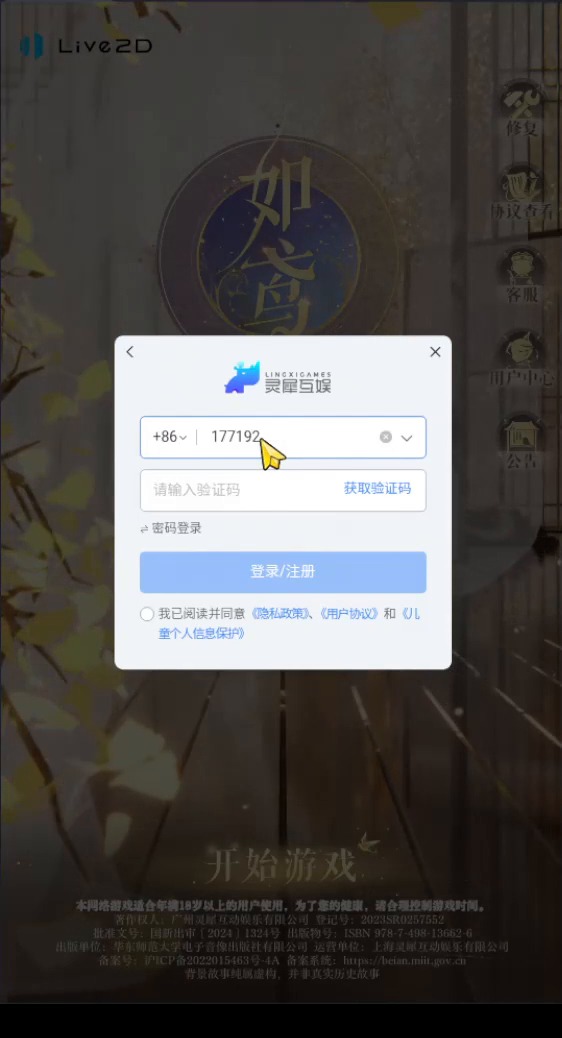 Live2D
修复
如鸢
协议查看
客服
用户中心
公告
LINGXIGAMES
灵犀互娱
+86
177192
请输入验证码
获取验证码
密码登录
登录/注册
我已阅读并同意《隐私政策》、《用户协议》和《儿
童个人信息保护》
开始游戏
本网络游戏适合年满18岁以上的用户使用,为了您的健康,请合理控制游戏时间。
著作权人:广州灵犀互动娱乐有限公司 登记号:2023SR0257552
批准文号:国新出审〔2024〕1324号 出版物号:ISBN 978-7-498-13662-6
出版单位:华东师范大学电子音像出版社有限公司 运营单位:上海灵犀互动娱乐有限公司
备案号:沪ICP备2022015463号-4A 备案系统:https://beian.miit.gov.cn
背景故事纯属虚构,并非真实历史故事